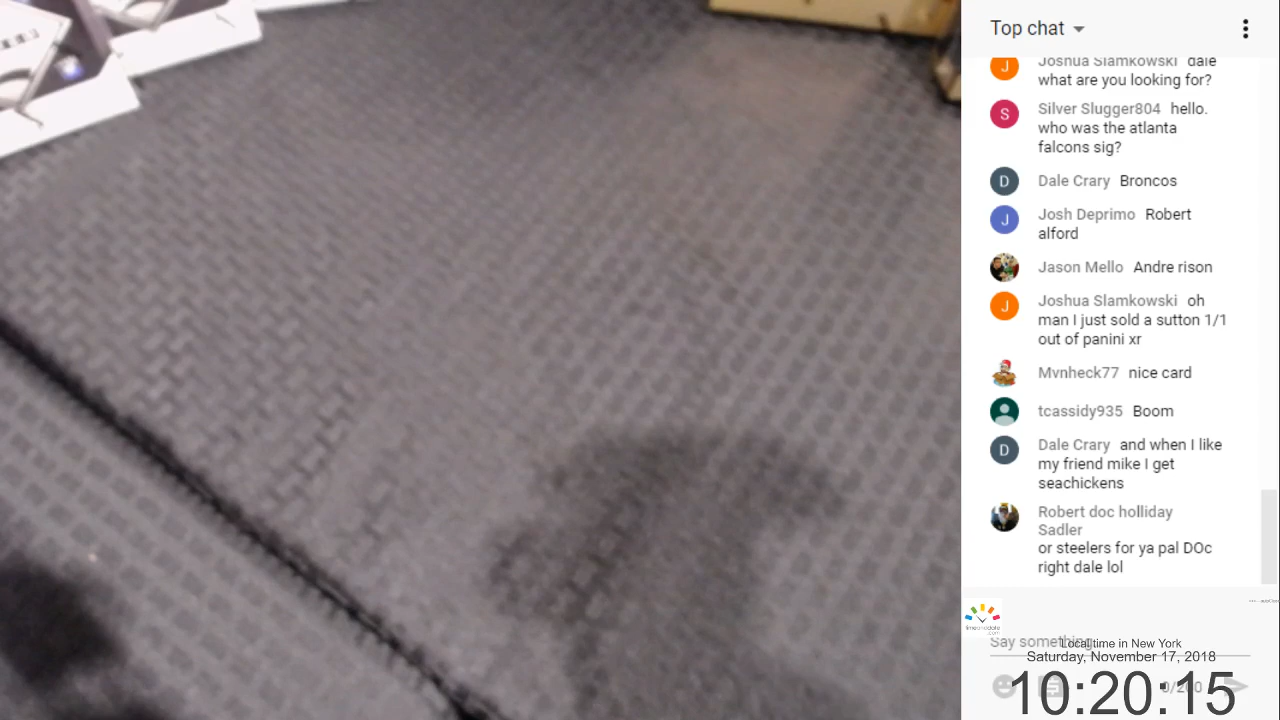 Top chat
Joshua Slamkowski dale
what are you looking for?
Silver Slugger804 hello.
who was the atlanta
falcons sig?
Dale Crary Broncos
Josh Deprimo Robert
alford
Jason Mello Andre rison
Joshua Slamkowski oh
man I just sold a sutton 1/1
out of panini xr
Mvnheck77 nice card
tcassidy935 Boom
Dale Crary and when I like
my friend mike I get
seachickens
Robert doc holliday
Sadler
or steelers for ya pal DOc
right dale lol
Say something...
Local time in New York
Saturday, November 17, 2018
0/200
10:20:15